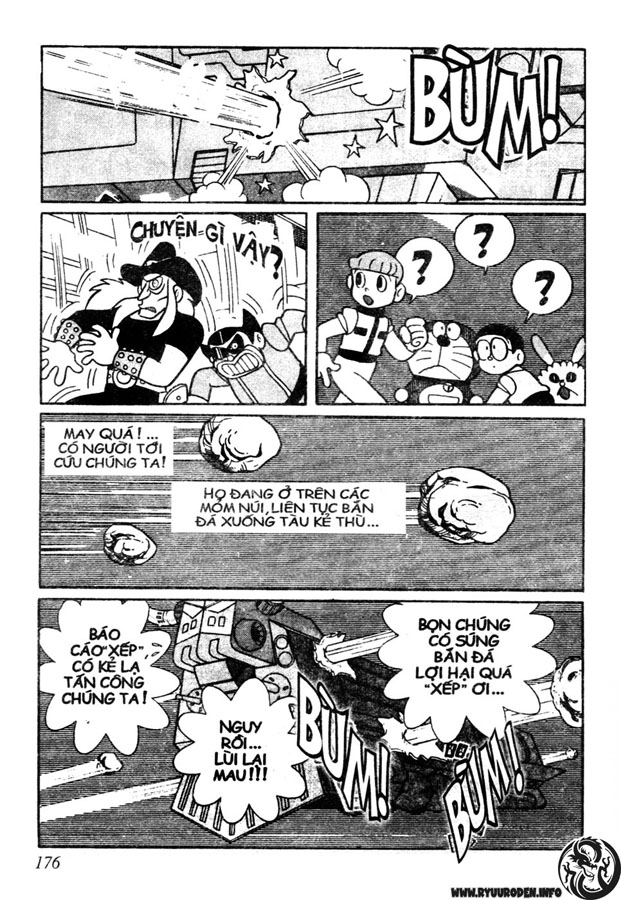 BÙM!
CHUYỆN GÌ VẬY?
?
?
?
MAY QUÁ!...
CÓ NGƯỜI TỚI
CỨU CHÚNG TA!
HỌ ĐANG Ở TRÊN CÁC
MỎM NÚI, LIÊN TỤC BẮN
ĐÁ XUỐNG TÀU KẺ THÙ...
BÁO
CÁO "XẾP",
CÓ KẺ LẠ
TẤN CÔNG
CHÚNG TA!
BỌN CHÚNG
CÓ SÚNG
BẮN ĐÁ
LỢI HẠI QUÁ
"XẾP" ƠI...
NGUY
RỒI...
LÙI LẠI
MAU!!!
BÙM!
BÙM!
176
WWW.RYUURODEN.INFO